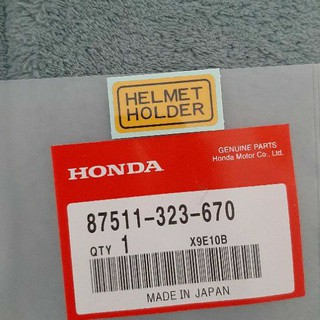 HELMET
HOLDER
HONDA
GENUINE PARTS
Honda Motor Co., Ltd.
87511-323-670
QTY 1 X9E10B
MADE IN JAPAN